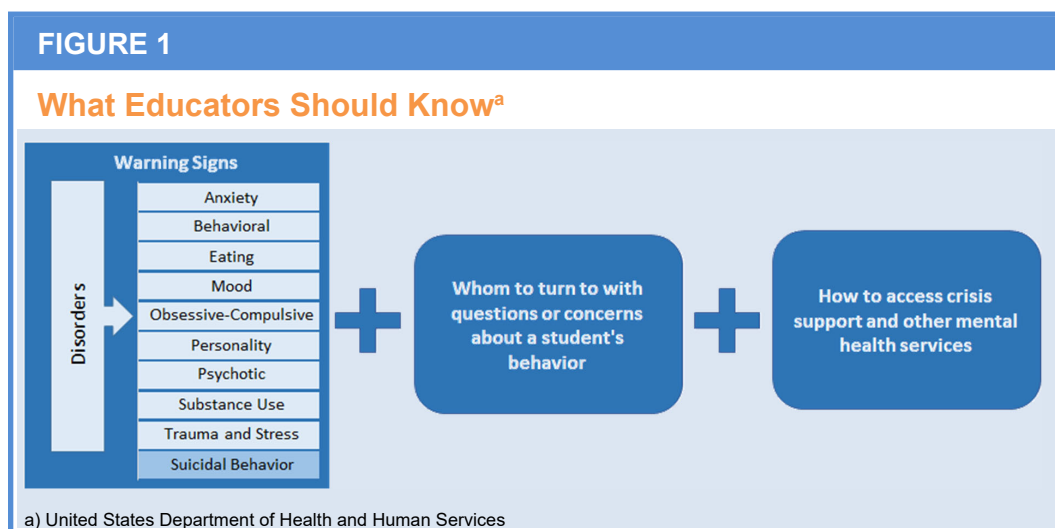 FIGURE 1
What Educators Should Knowᵃ
Warning Signs
Disorders
Anxiety
Behavioral
Eating
Mood
Obsessive-Compulsive
Personality
Psychotic
Substance Use
Trauma and Stress
Suicidal Behavior
Whom to turn to with
questions or concerns
about a student's
behavior
How to access crisis
support and other mental
health services
a) United States Department of Health and Human Services